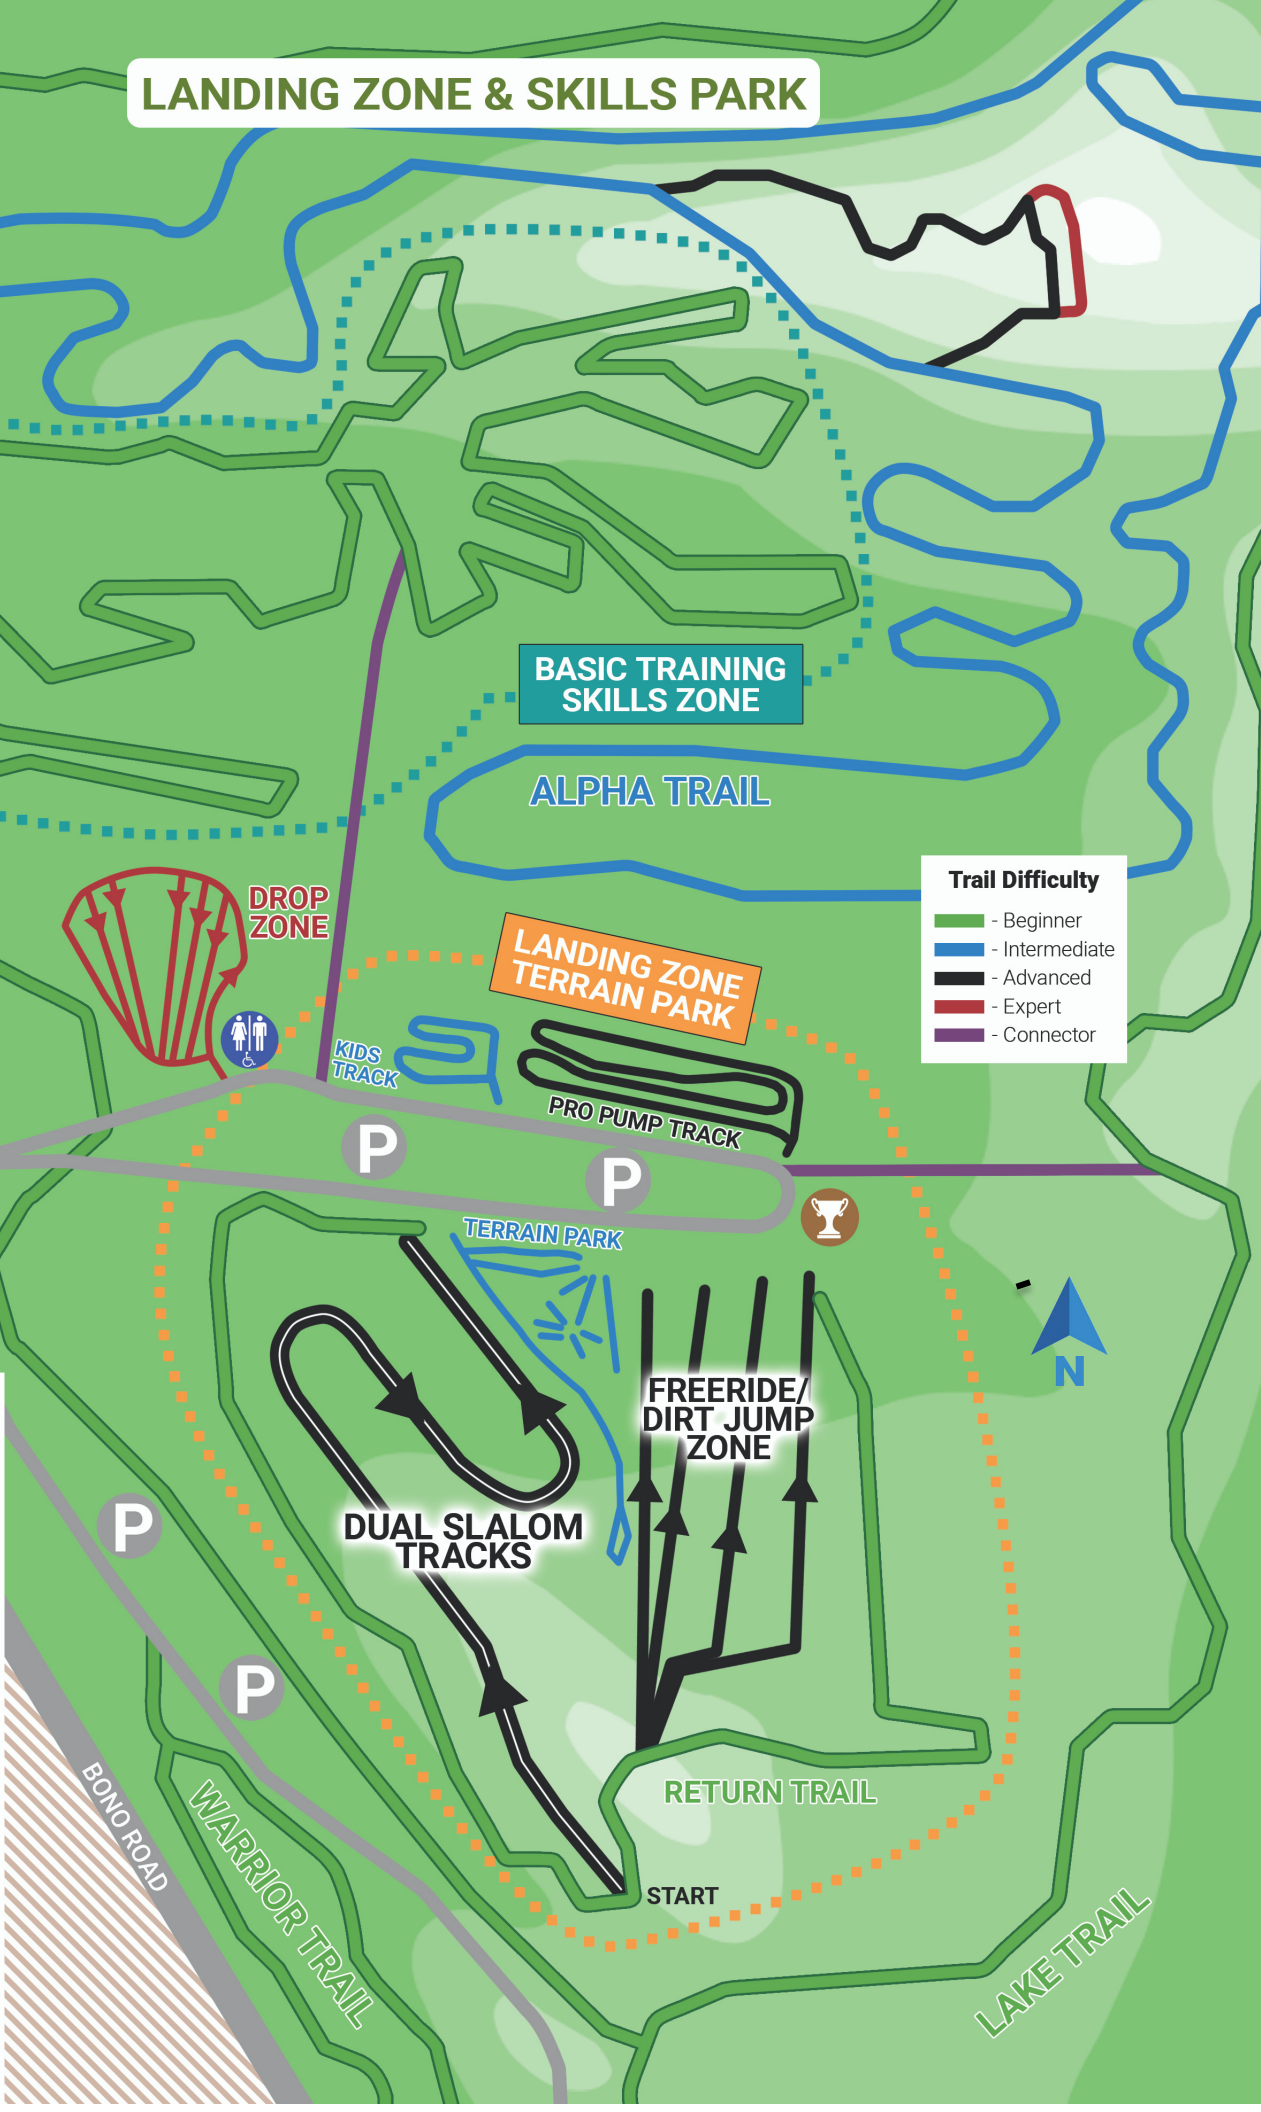 LANDING ZONE & SKILLS PARK
BASIC TRAINING
SKILLS ZONE
ALPHA TRAIL
DROP
ZONE
LANDING ZONE
TERRAIN PARK
Trail Difficulty
- Beginner
- Intermediate
- Advanced
- Expert
- Connector
KIDS
TRACK
PRO PUMP TRACK
P
P
TERRAIN PARK
N
FREERIDE/
DIRT JUMP
ZONE
DUAL SLALOM
TRACKS
P
P
RETURN TRAIL
BONO ROAD
WARRIOR TRAIL
START
LAKE TRAIL